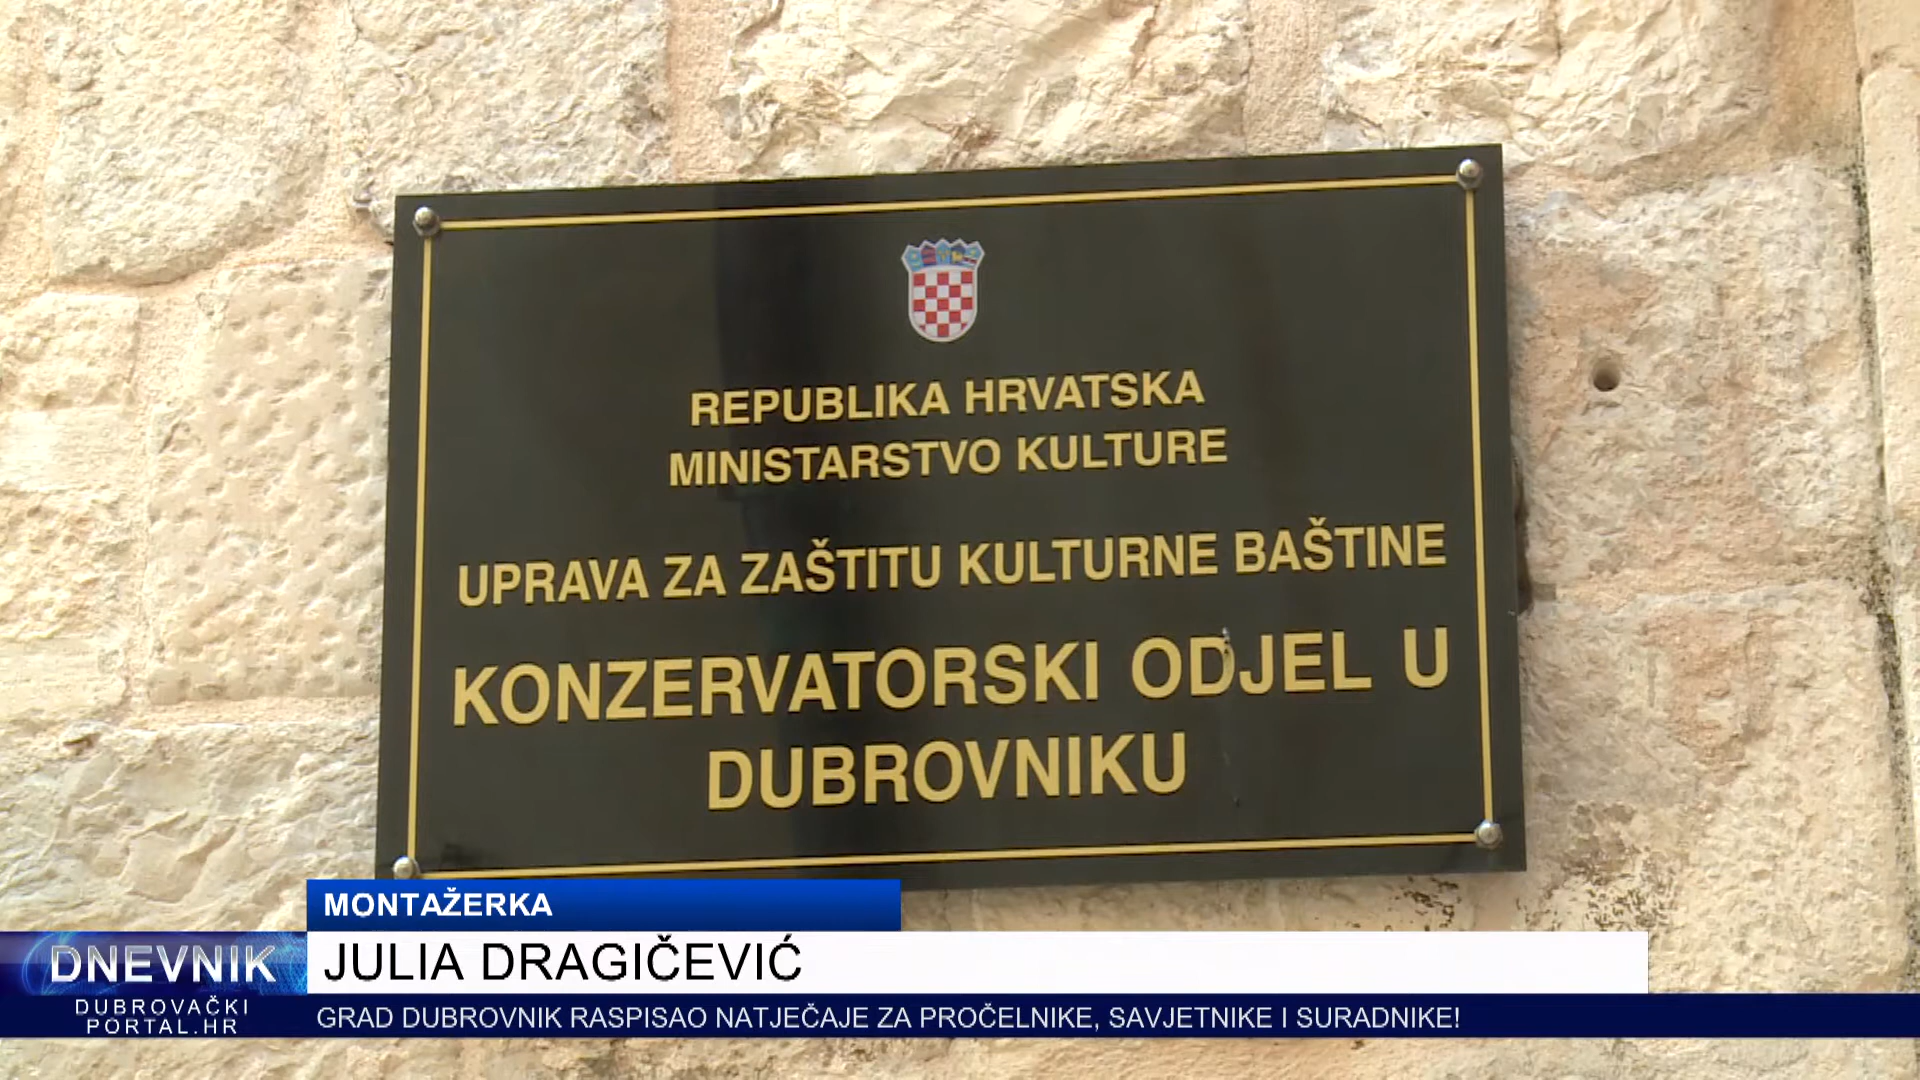 REPUBLIKA HRVATSKA
MINISTARSTVO KULTURE
UPRAVA ZA ZAŠTITU KULTURNE BAŠTINE
KONZERVATORSKI ODJEL U
DUBROVNIKU
MONTAŽERKA
JULIA DRAGIČEVIĆ
DNEVNIK
DUBROVAČKI
PORTAL.HR
GRAD DUBROVNIK RASPISAO NATJEČAJE ZA PROČELNIKE, SAVJETNIKE I SURADNIKE!